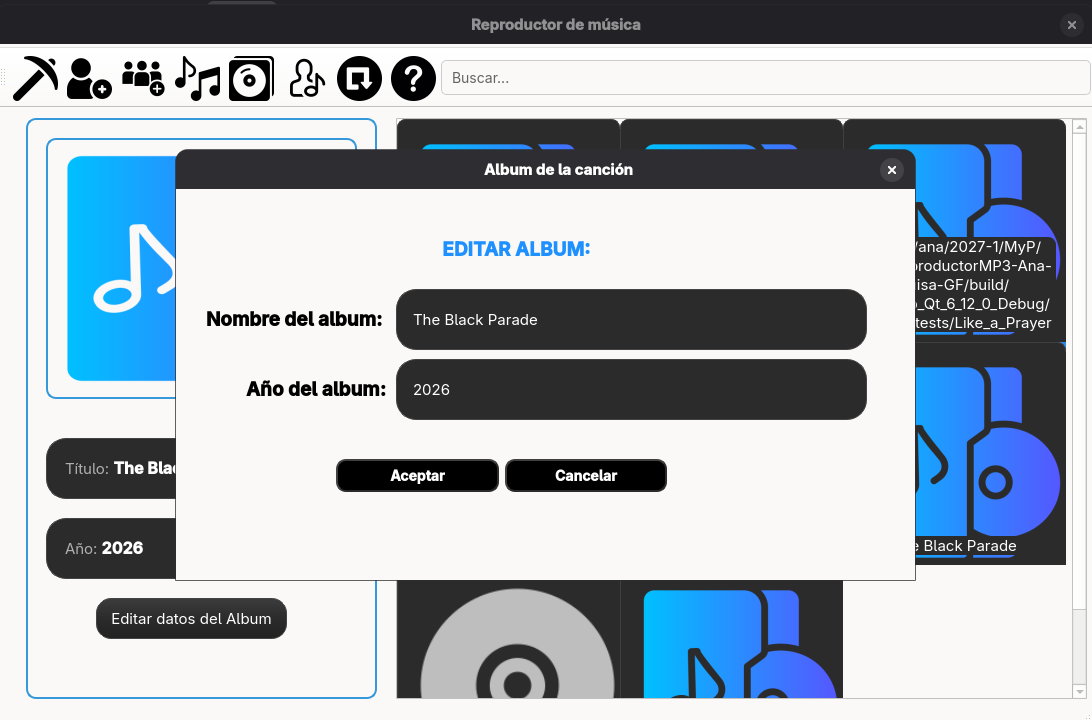 Reproductor de música
Buscar...
Album de la canción
EDITAR ALBUM:
Nombre del album:
The Black Parade
Año del album:
2026
Aceptar
Cancelar
Título: The Blac
Año: 2026
Editar datos del Album
/ana/2027-1/MyP/
productorMP3-Ana-
isa-GF/build/
_Qt_6_12_0_Debug/
tests/Like_a_Prayer
e Black Parade